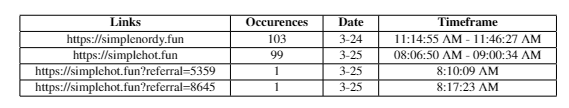 Links Occurences Date Timeframe
https://simplenordy.fun 103 3-24 11:14:55 AM - 11:46:27 AM
https://simplehot.fun 99 3-25 08:06:50 AM - 09:00:34 AM
https://simplehot.fun?referral=5359 1 3-25 8:10:09 AM
https://simplehot.fun?referral=8645 1 3-25 8:17:23 AM